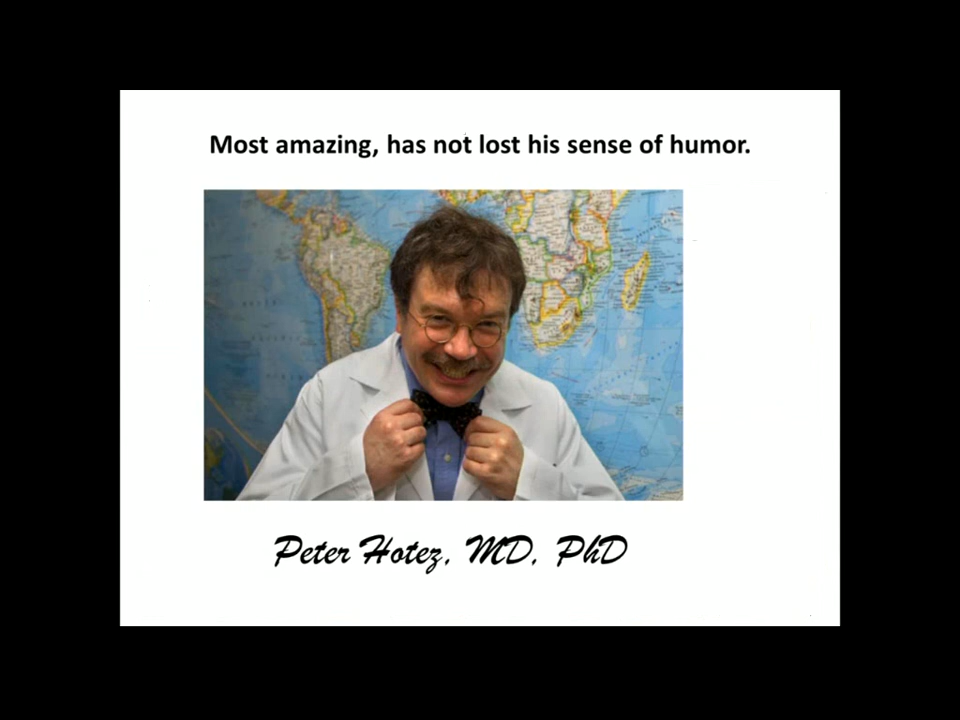 Most amazing, has not lost his sense of humor.
Peter Hotez, MD, PhD